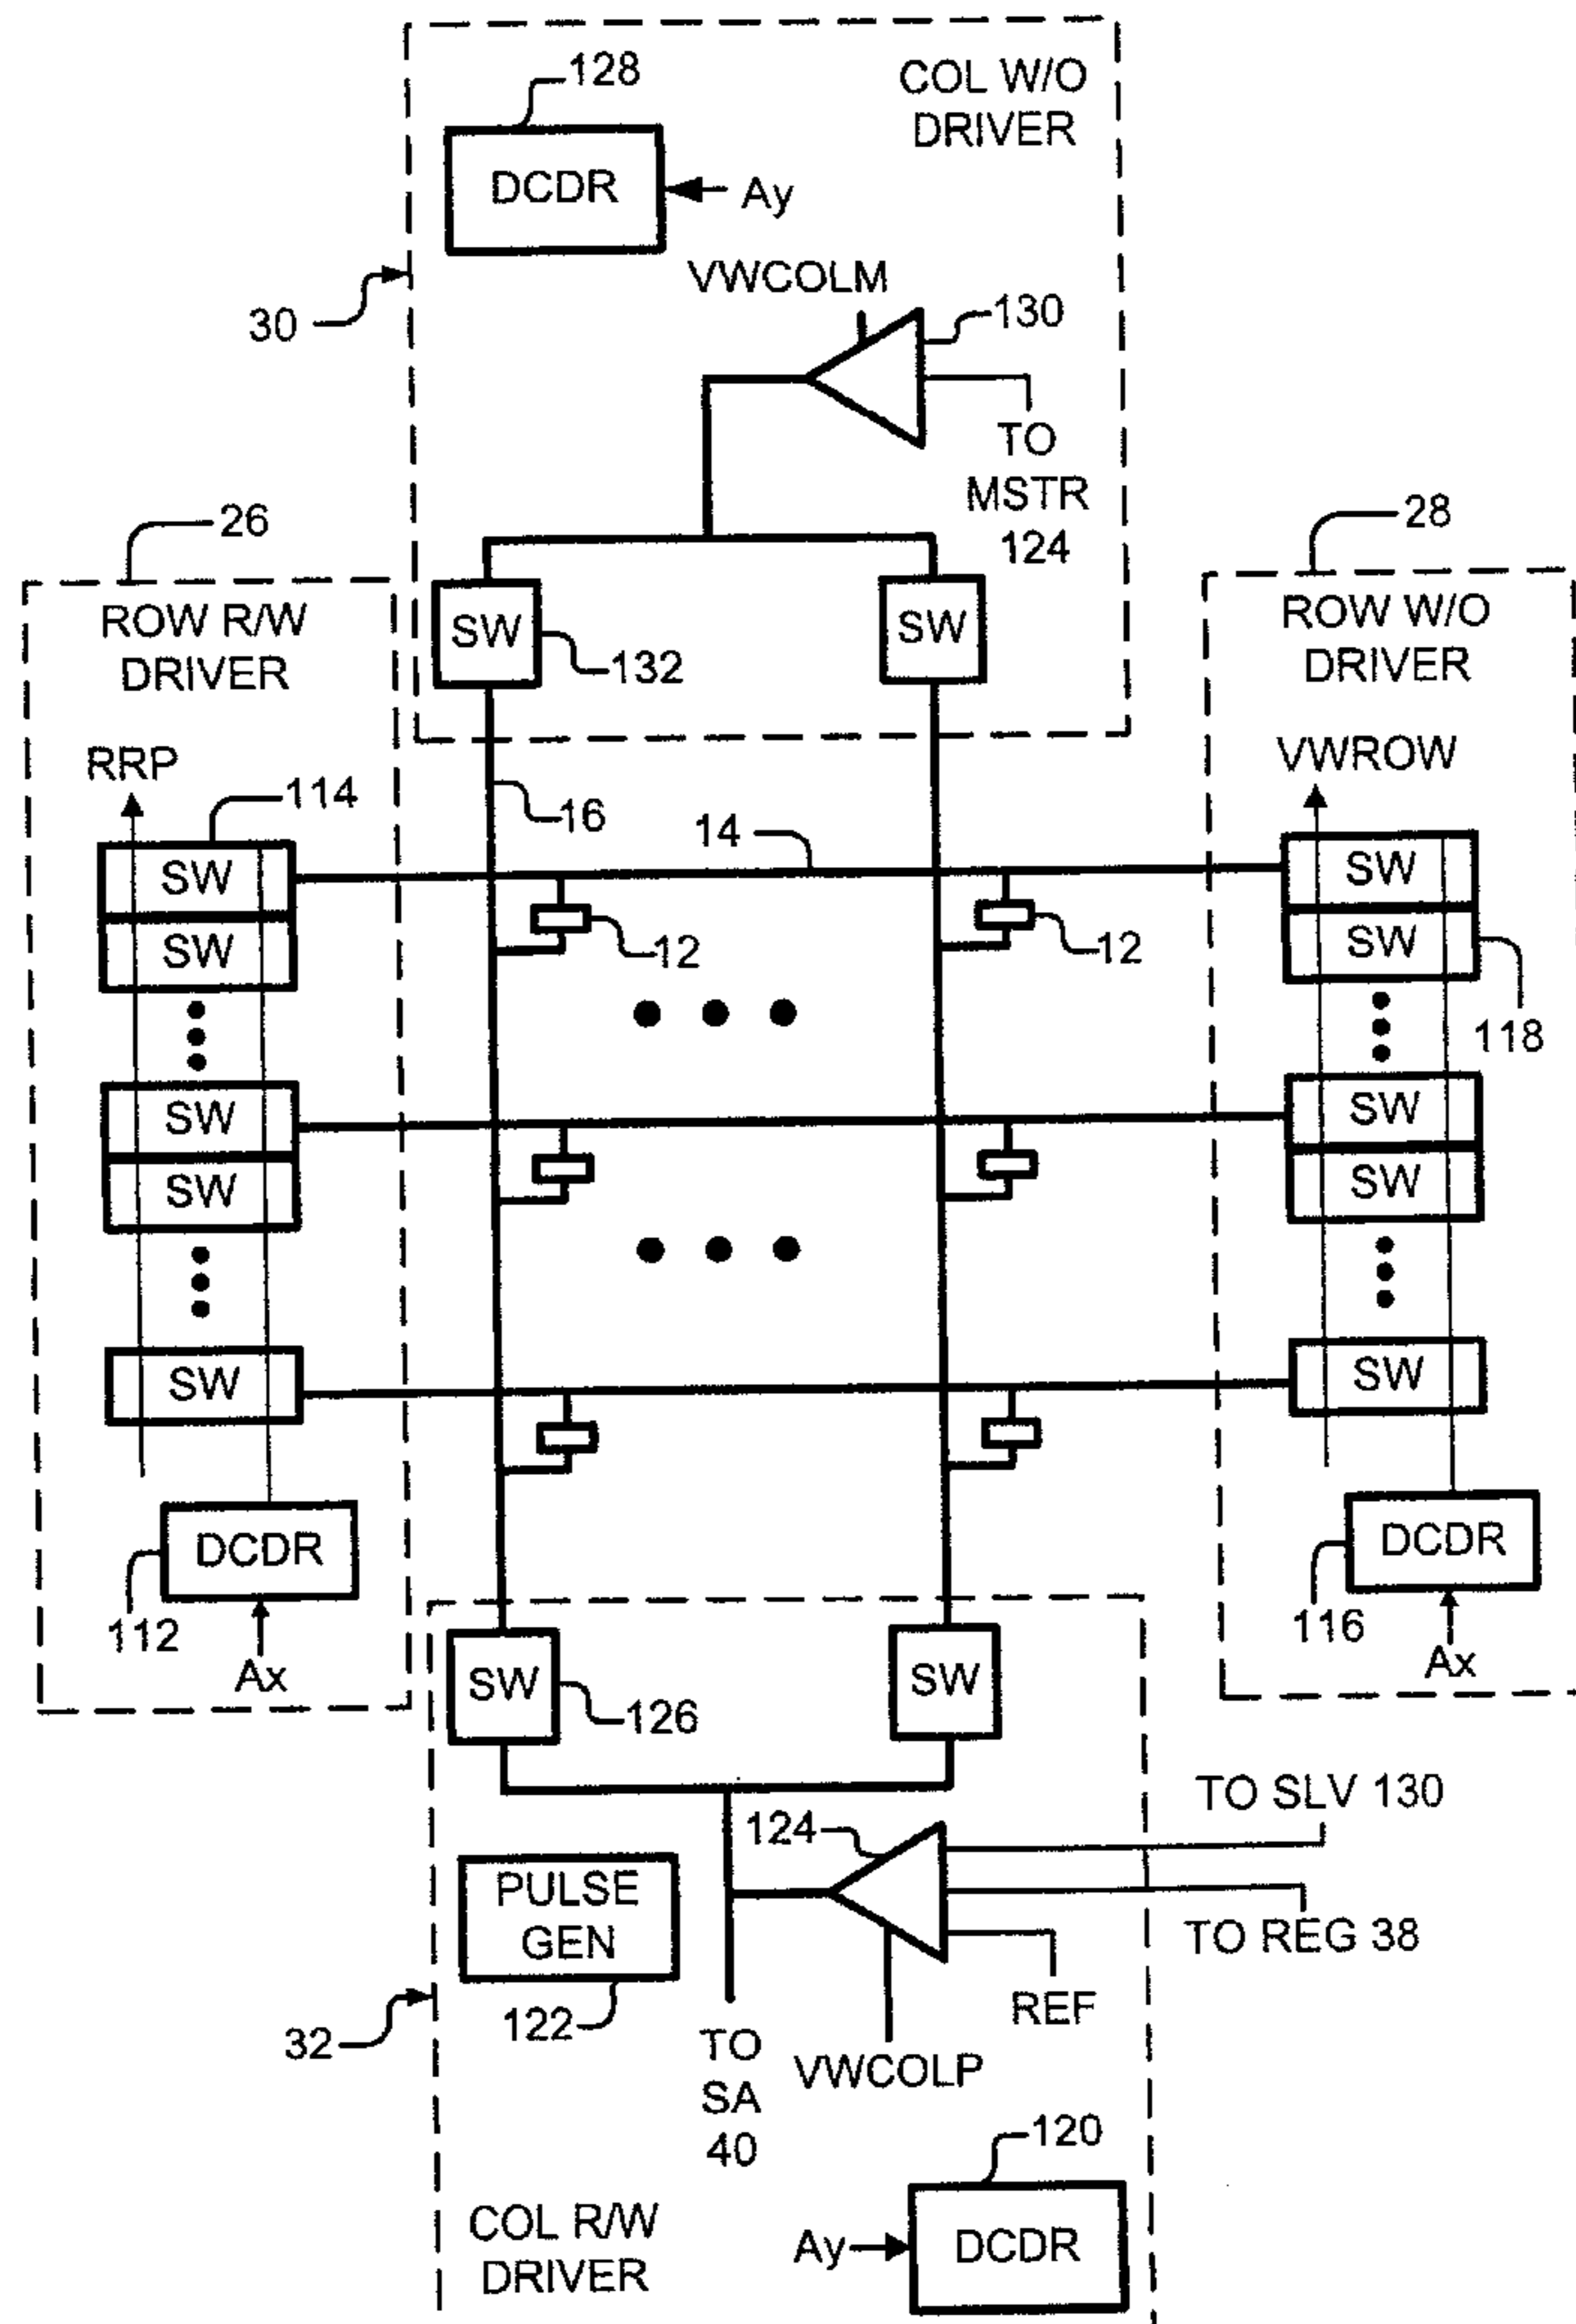 128
COL W/O
DRIVER
DCDR
Ay
VWCOLM
30
130
TO
MSTR
124
26
28
ROW R/W
DRIVER
SW
132
SW
ROW W/O
DRIVER
RRP
114
16
14
VWROW
SW
SW
12
12
SW
SW
118
SW
SW
SW
SW
SW
SW
DCDR
112
Ax
DCDR
116
Ax
SW
126
SW
TO SLV 130
124
PULSE
GEN
122
TO REG 38
REF
32
TO
SA
40
VWCOLP
120
COL R/W
DRIVER
Ay
DCDR